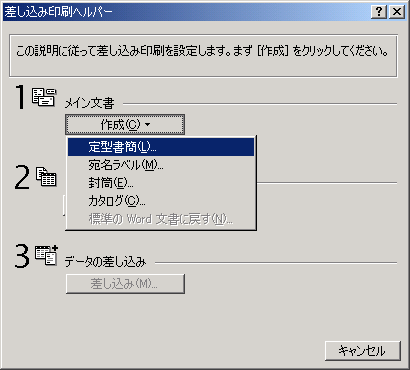 差し込み印刷ヘルパー
この説明に従って差し込み印刷を設定します。まず [作成] をクリックしてください。
1
メイン文書
作成(C)
定型書簡(L)...
宛名ラベル(M)...
2
封筒(E)...
カタログ(C)...
標準の Word 文書に戻す(N)...
3
データの差し込み
差し込み(M)...
キャンセル